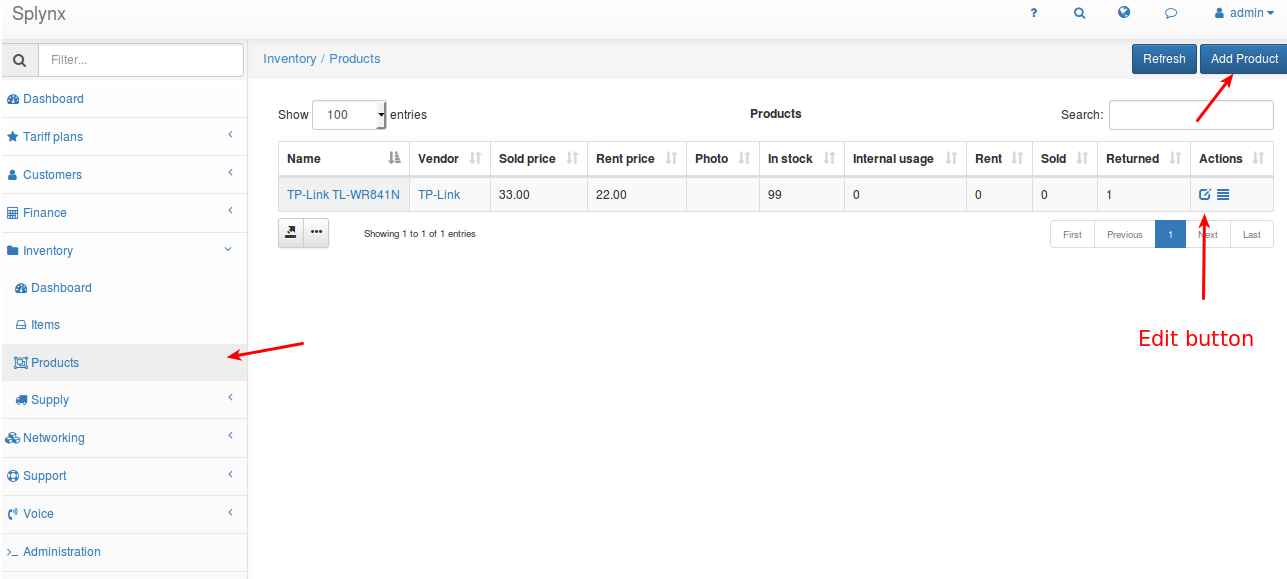 Splynx
? admin
Filter...
Inventory / Products
Refresh
Add Product
Dashboard
Tariff plans
Customers
Finance
Inventory
Dashboard
Items
Products
Supply
Networking
Support
Voice
Administration
Show 100 entries
Products
Search:
Name Vendor Sold price Rent price Photo In stock Internal usage Rent Sold Returned Actions
TP-Link TL-WR841N TP-Link 33.00 22.00 99 0 0 0 1
Showing 1 to 1 of 1 entries
First Previous 1 Next Last
Edit button